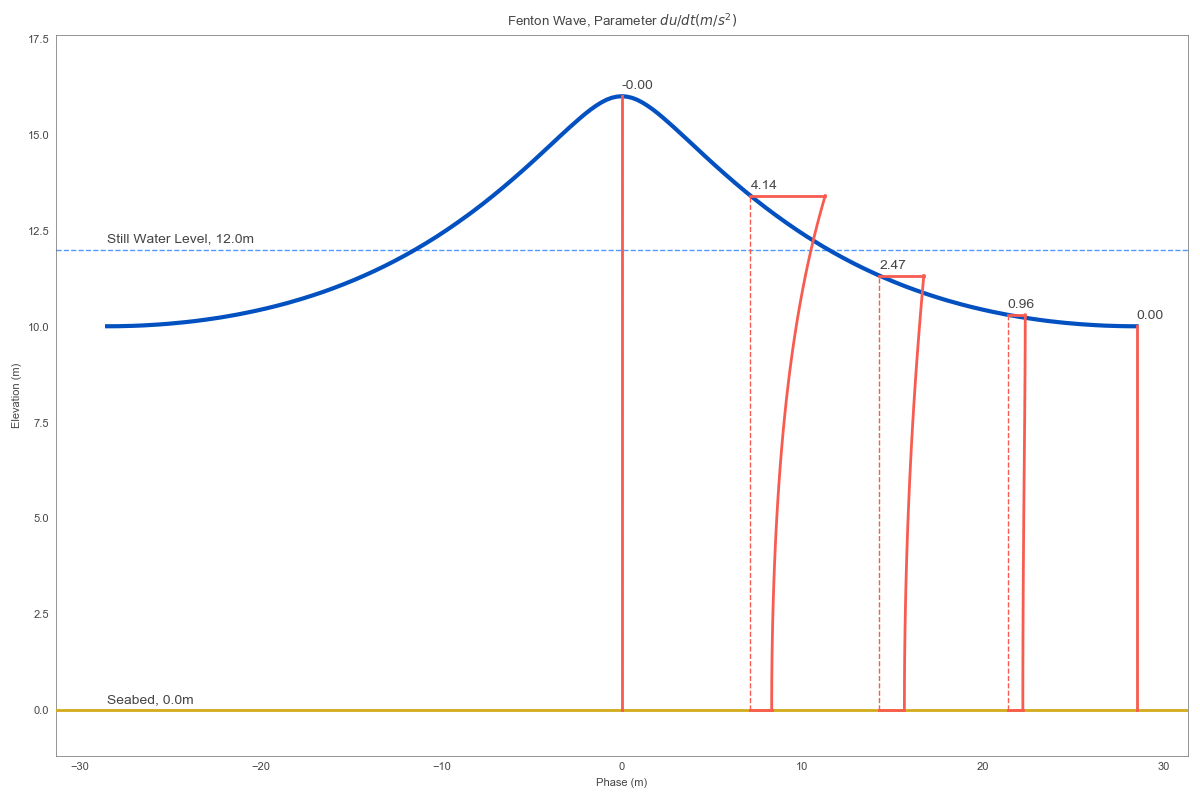 Fenton Wave, Parameter du/dt(m/s²)
17.5
-0.00
15.0
4.14
12.5
Still Water Level, 12.0m
2.47
0.96
10.0
0.00
Elevation (m)
7.5
5.0
2.5
Seabed, 0.0m
0.0
−30 −20 −10 0 10 20 30
Phase (m)